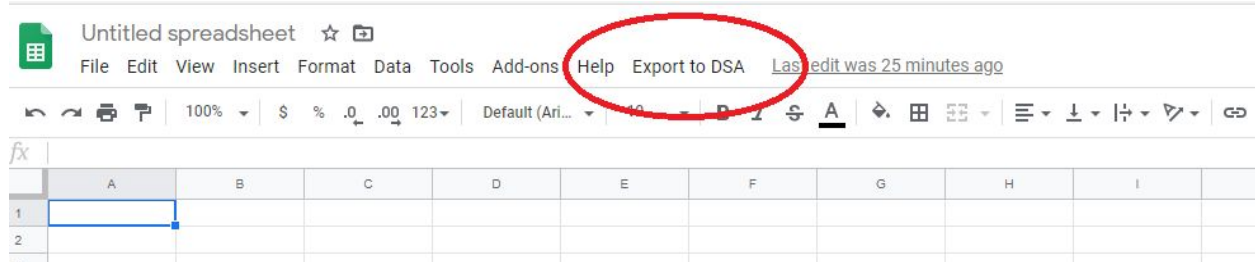 Untitled spreadsheet
File Edit View Insert Format Data Tools Add-ons Help Export to DSA Last edit was 25 minutes ago
100% $ % .0 .00 123 Default (Ari... 10 B I S A
fx
A B C D E F G H I
1
2